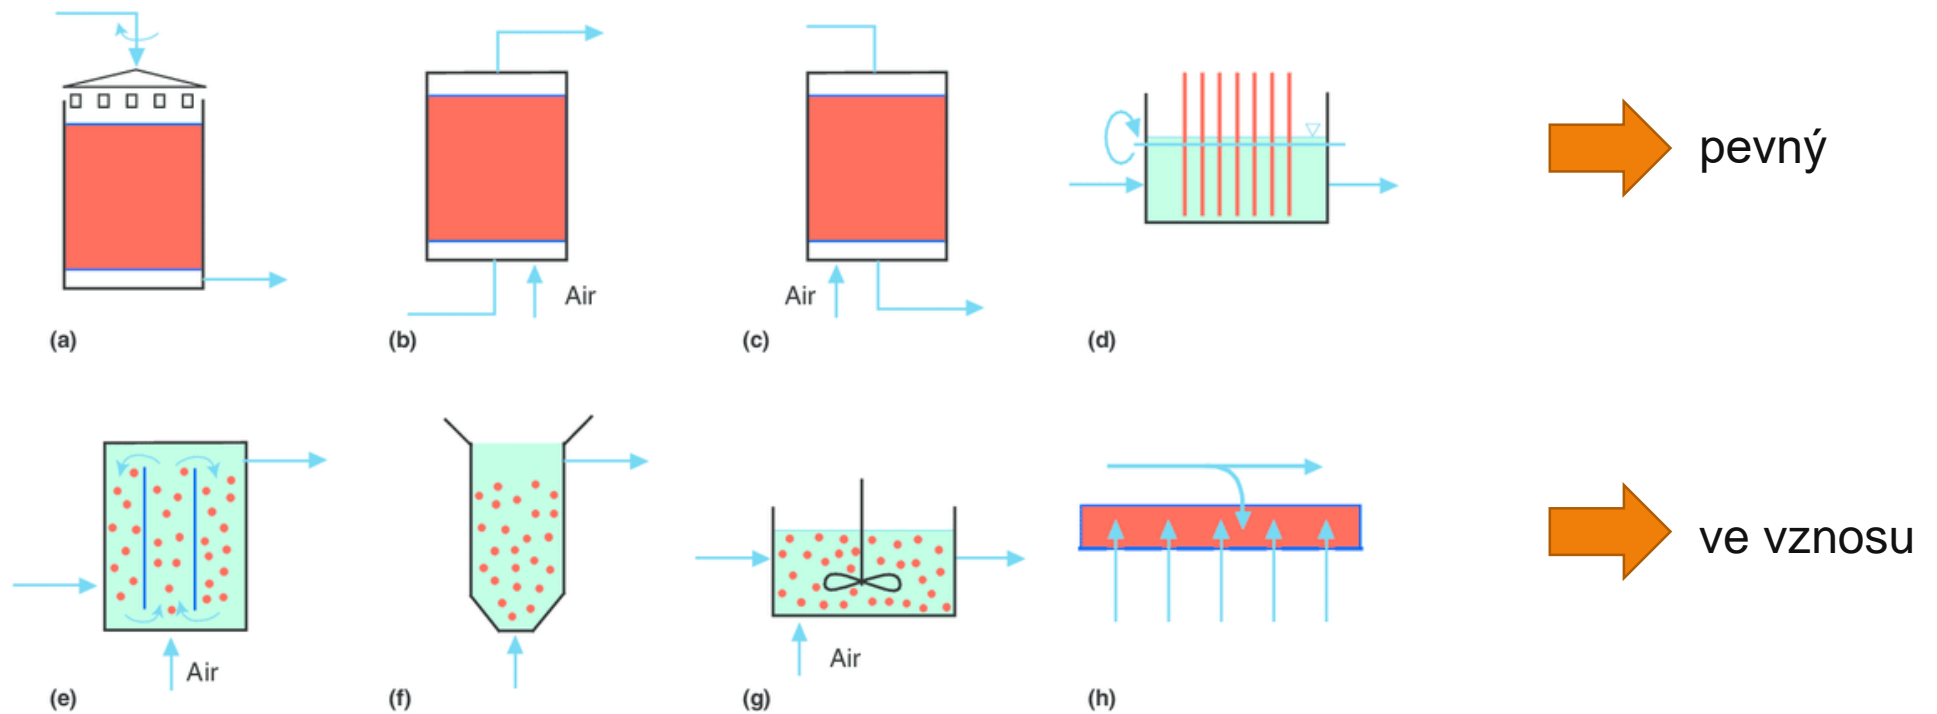 pevný
Air
Air
(a)
(b)
(c)
(d)
ve vznosu
Air
Air
(e)
(f)
(g)
(h)